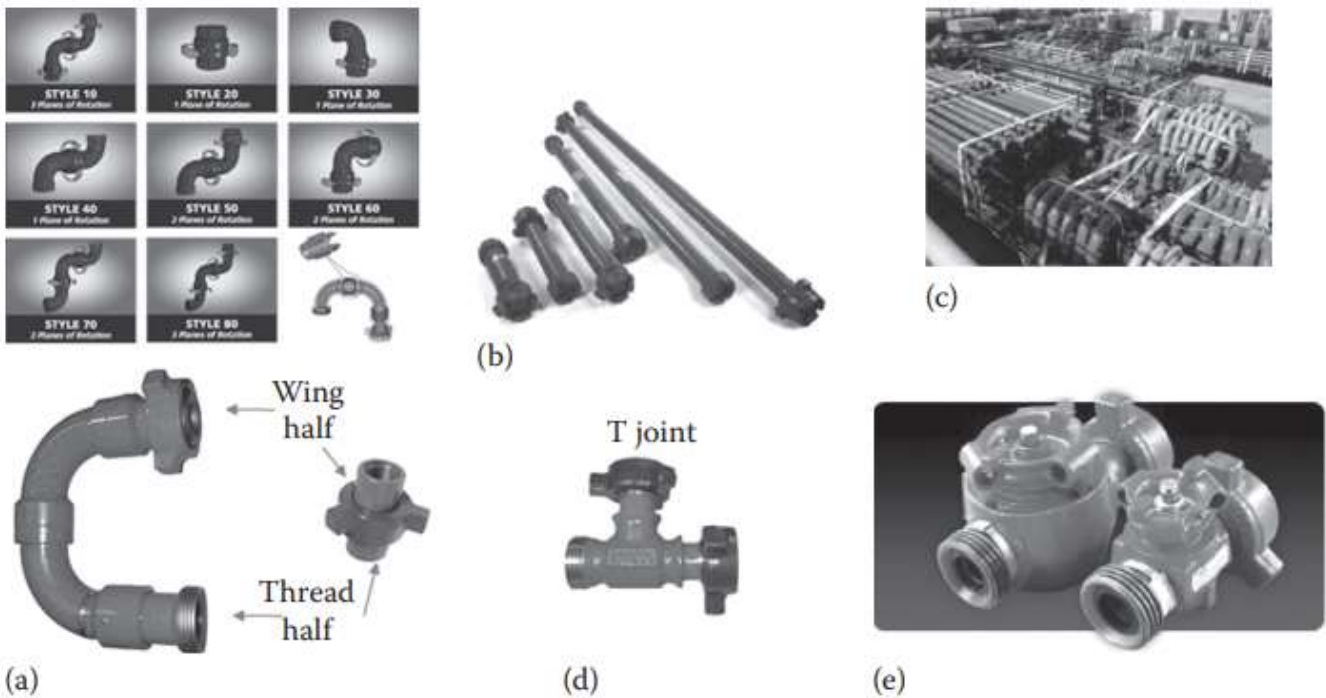 STYLE 10
3 Planes of Rotation
STYLE 20
1 Plane of Rotation
STYLE 30
1 Plane of Rotation
STYLE 40
1 Plane of Rotation
STYLE 50
2 Planes of Rotation
STYLE 60
2 Planes of Rotation
STYLE 70
2 Planes of Rotation
STYLE 80
3 Planes of Rotation
Wing
half
Thread
half
(a)
(b)
(c)
T joint
(d)
(e)